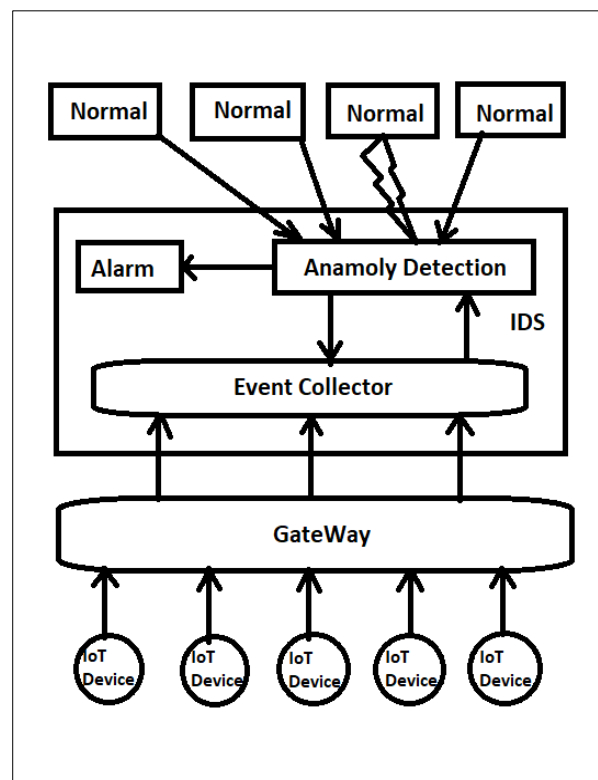 Normal
Normal
Normal
Normal
Alarm
Anamoly Detection
IDS
Event Collector
GateWay
IoT
Device
IoT
Device
IoT
Device
IoT
Device
IoT
Device